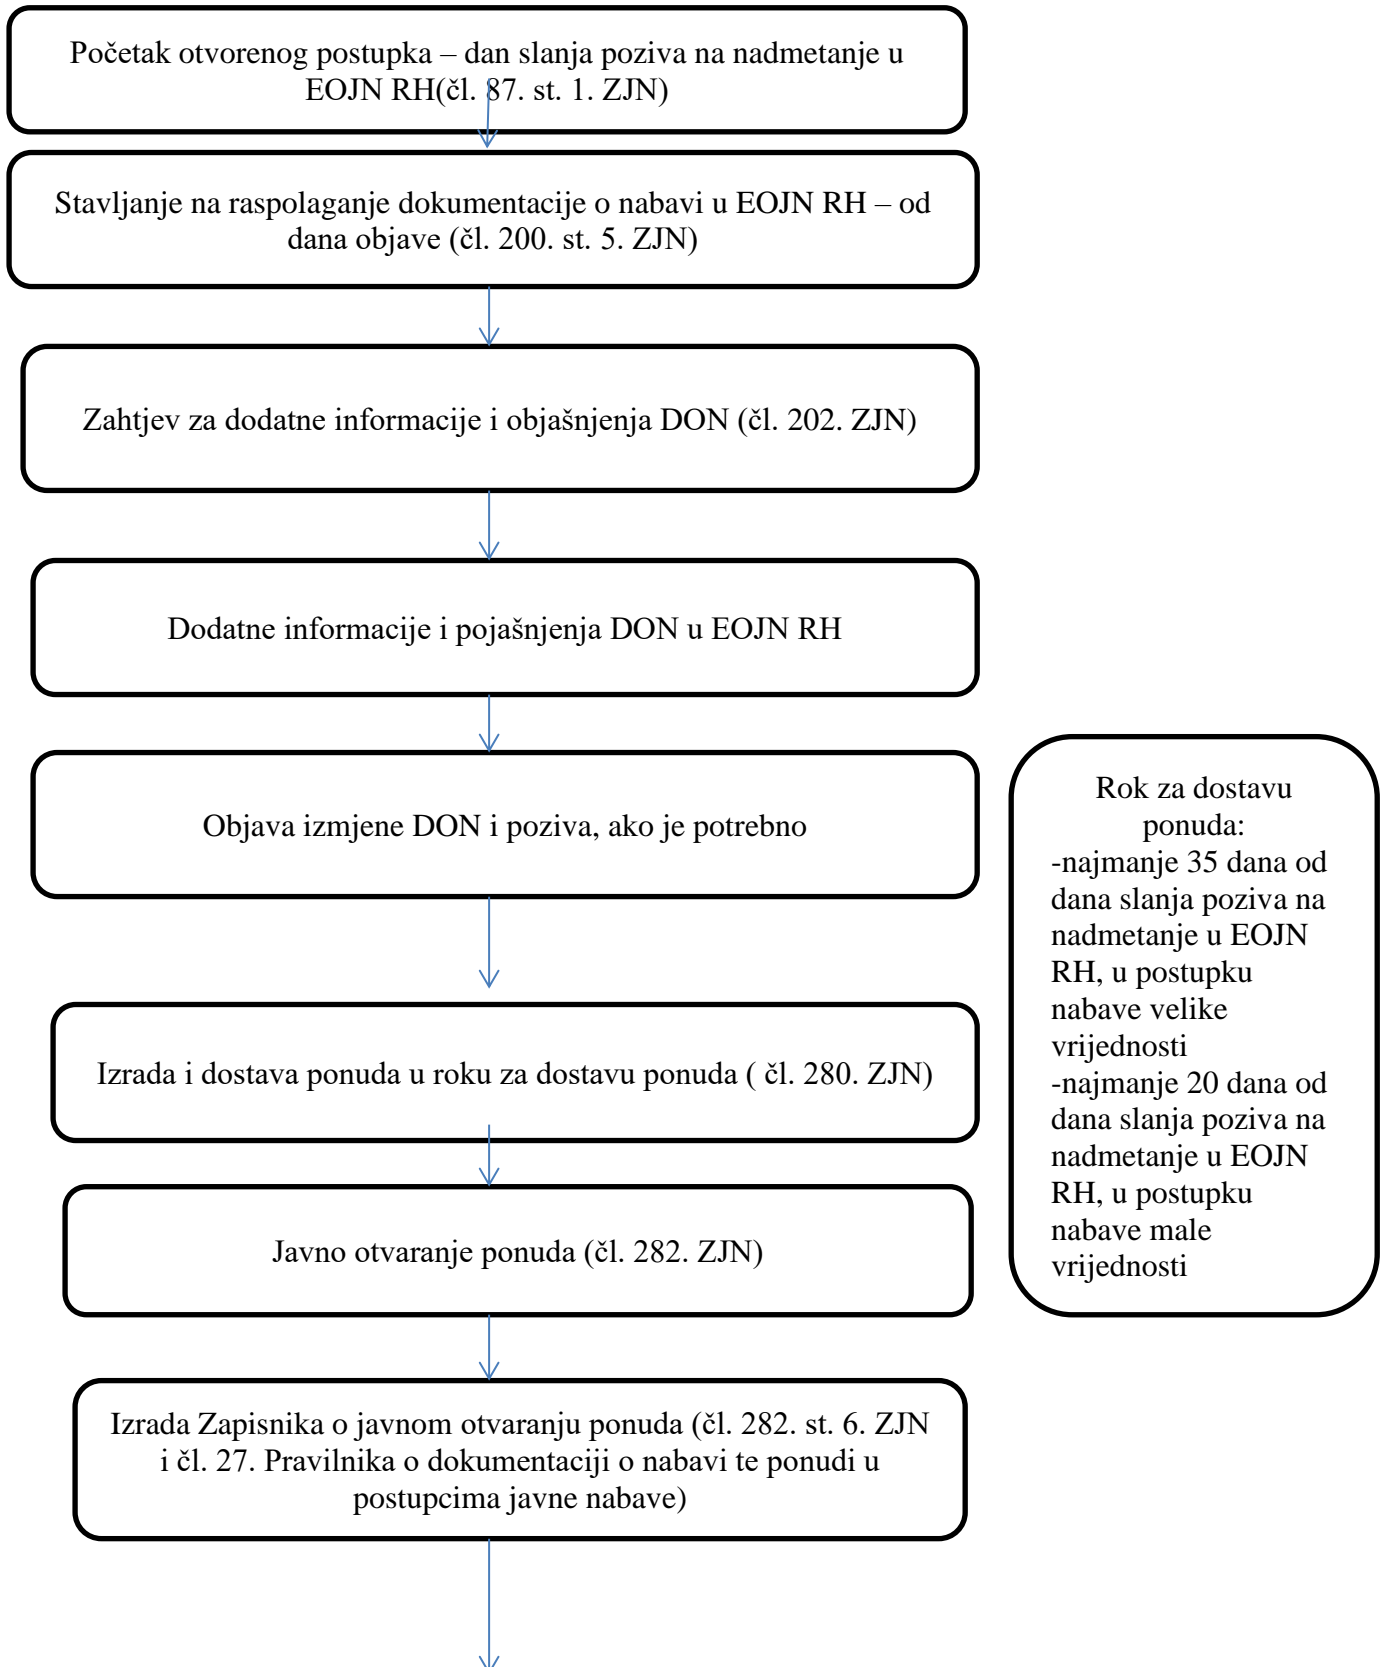 Početak otvorenog postupka – dan slanja poziva na nadmetanje u
EOJN RH(čl. 87. st. 1. ZJN)
Stavljanje na raspolaganje dokumentacije o nabavi u EOJN RH – od
dana objave (čl. 200. st. 5. ZJN)
Zahtjev za dodatne informacije i objašnjenja DON (čl. 202. ZJN)
Dodatne informacije i pojašnjenja DON u EOJN RH
Objava izmjene DON i poziva, ako je potrebno
Izrada i dostava ponuda u roku za dostavu ponuda ( čl. 280. ZJN)
Javno otvaranje ponuda (čl. 282. ZJN)
Izrada Zapisnika o javnom otvaranju ponuda (čl. 282. st. 6. ZJN
i čl. 27. Pravilnika o dokumentaciji o nabavi te ponudi u
postupcima javne nabave)
Rok za dostavu
ponuda:
-najmanje 35 dana od
dana slanja poziva na
nadmetanje u EOJN
RH, u postupku
nabave velike
vrijednosti
-najmanje 20 dana od
dana slanja poziva na
nadmetanje u EOJN
RH, u postupku
nabave male
vrijednosti